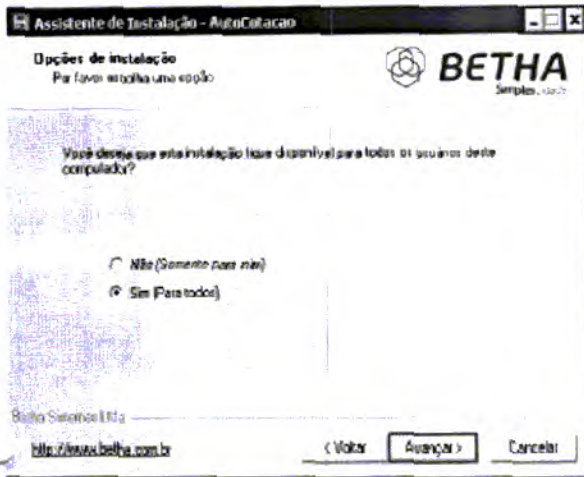 Assistente de Instalação - AutoCotacao
Opções de instalação
Por favor escolha uma opção
BETHA
Você deseja que esta instalação fique disponível para todos os usuários deste
computador?
Não (Somente para mim)
Sim (Para todos)
Betha Sistemas Ltda
http://www.betha.com.br
< Voltar
Avançar >
Cancelar